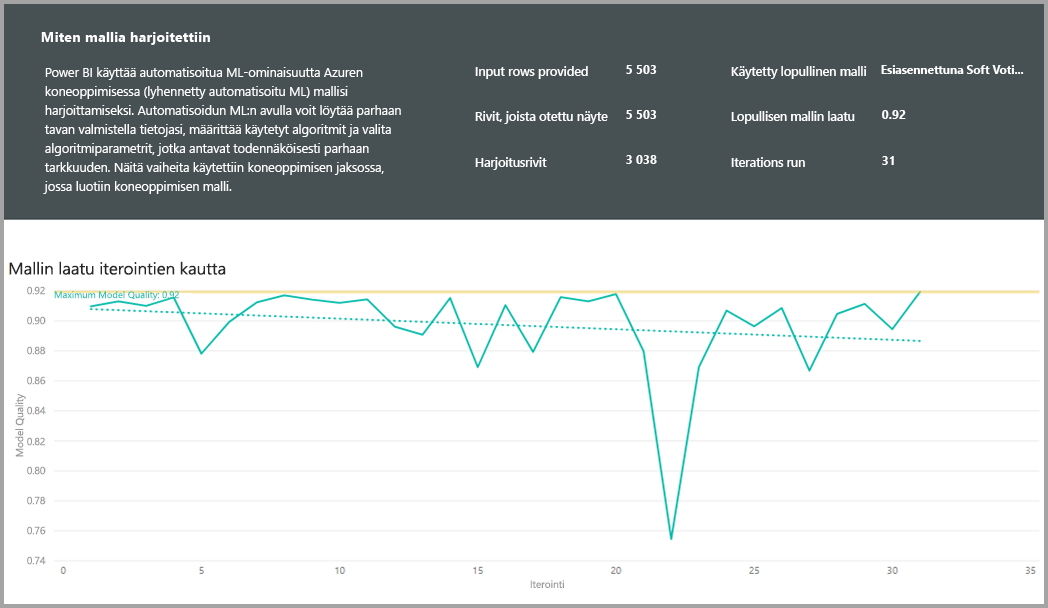 Miten mallia harjoitettiin
Power BI käyttää automatisoitua ML-ominaisuutta Azuren
koneoppimisessa (lyhennetty automatisoitu ML) mallisi
harjoittamiseksi. Automatisoidun ML:n avulla voit löytää parhaan
tavan valmistella tietojasi, määrittää käytetyt algoritmit ja valita
algoritmiparametrit, jotka antavat todennäköisesti parhaan
tarkkuuden. Näitä vaiheita käytettiin koneoppimisen jaksossa,
jossa luotiin koneoppimisen malli.
Input rows provided 5 503
Rivit, joista otettu näyte 5 503
Harjoitusrivit 3 038
Käytetty lopullinen malli Esiasennettuna Soft Voti...
Lopullisen mallin laatu 0.92
Iterations run 31
Mallin laatu iterointien kautta
Maximum Model Quality: 0.92
Model Quality
0.92
0.90
0.88
0.86
0.84
0.82
0.80
0.78
0.76
0.74
0 5 10 15 20 25 30 35
Iterointi